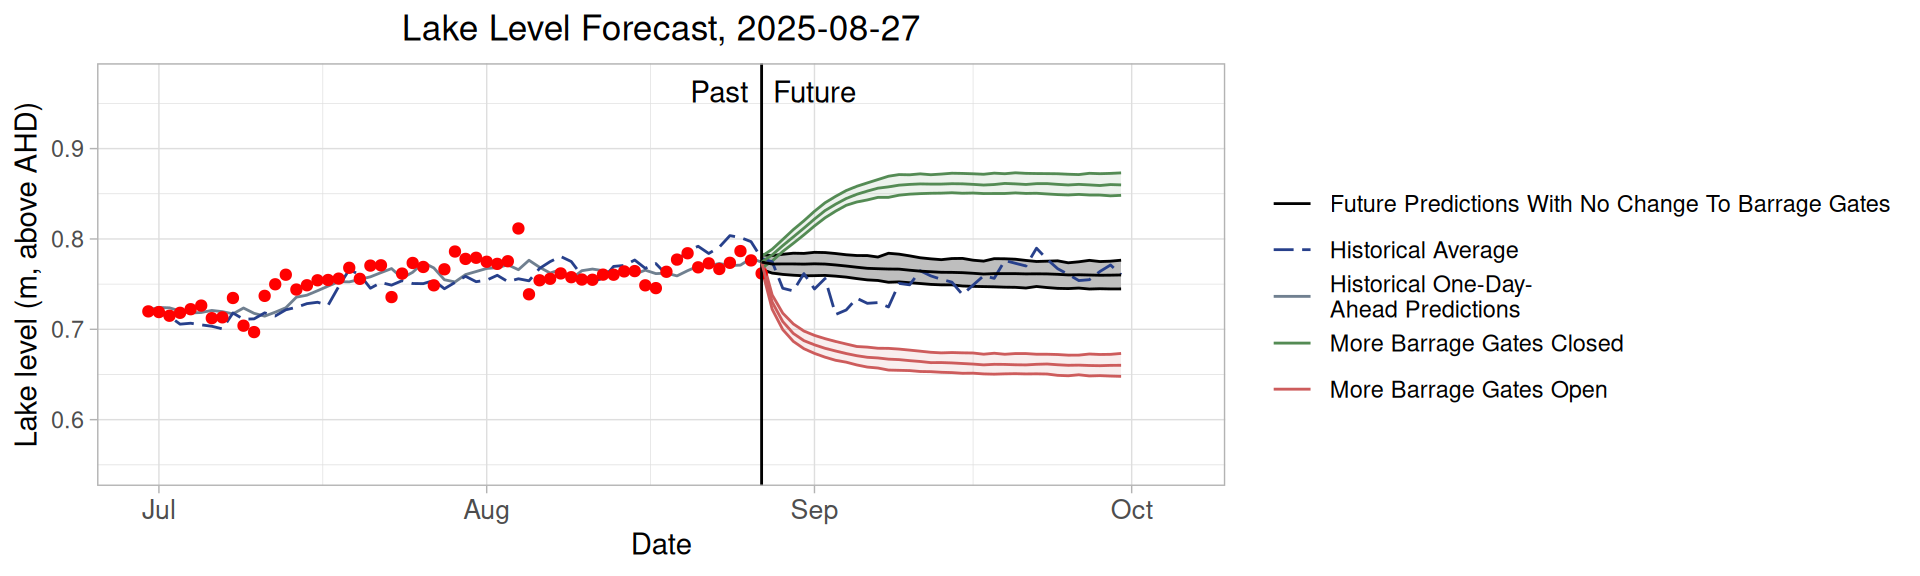 Lake Level Forecast, 2025-08-27
Past
Future
Lake level (m, above AHD)
0.9
0.8
0.7
0.6
Jul
Aug
Sep
Oct
Date
Future Predictions With No Change To Barrage Gates
Historical Average
Historical One-Day-
Ahead Predictions
More Barrage Gates Closed
More Barrage Gates Open